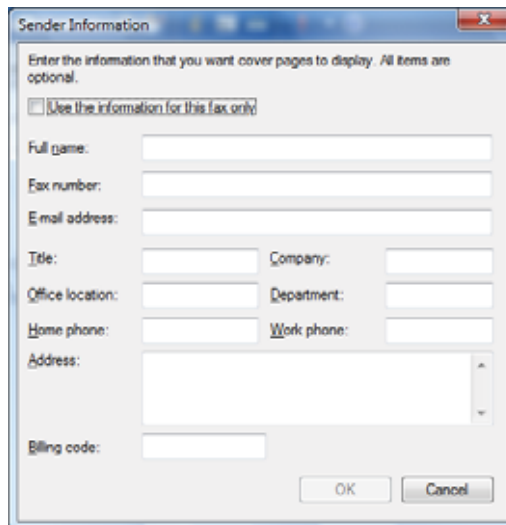 Sender Information
Enter the information that you want cover pages to display. All items are
optional.
Use the information for this fax only
Full name:
Fax number:
E-mail address:
Title:
Company:
Office location:
Department:
Home phone:
Work phone:
Address:
Billing code:
OK
Cancel